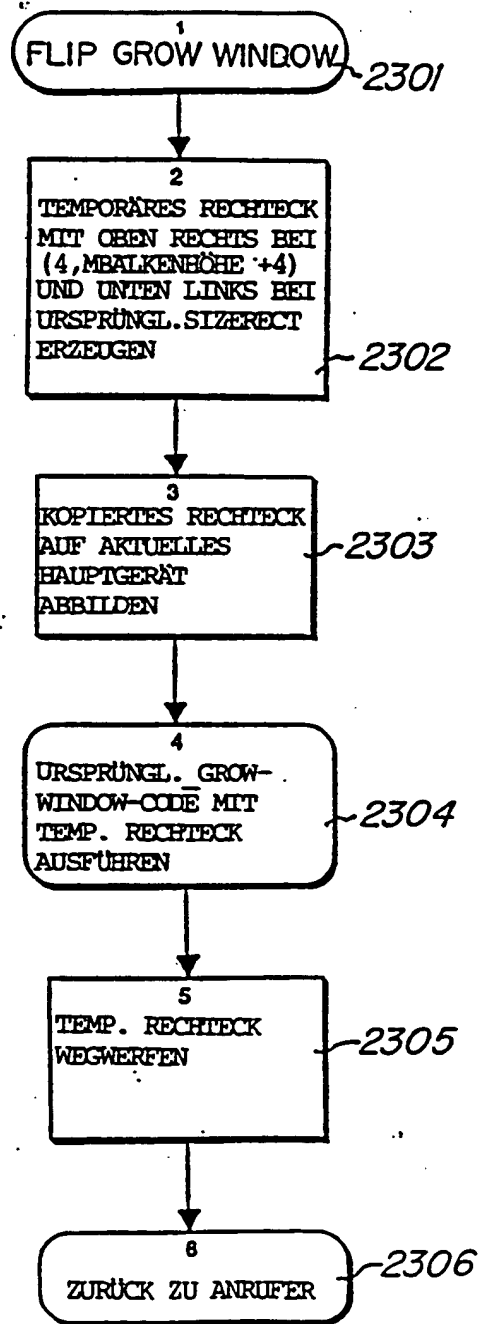 1
FLIP GROW WINDOW
2301
2
TEMPORÄRES RECHTECK
MIT OBEN RECHTS BEI
(4,MBALKENHÖHE +4)
UND UNTEN LINKS BEI
URSPRÜNGL.SIZERECT
ERZEUGEN
2302
3
KOPIERTES RECHTECK
AUF AKTUELLES
HAUPTGERÄT
ABBILDEN
2303
4
URSPRÜNGL. GROW-
WINDOW-CODE MIT
TEMP. RECHTECK
AUSFÜHREN
2304
5
TEMP. RECHTECK
WEGWERFEN
2305
6
ZURÜCK ZU ANRUFER
2306